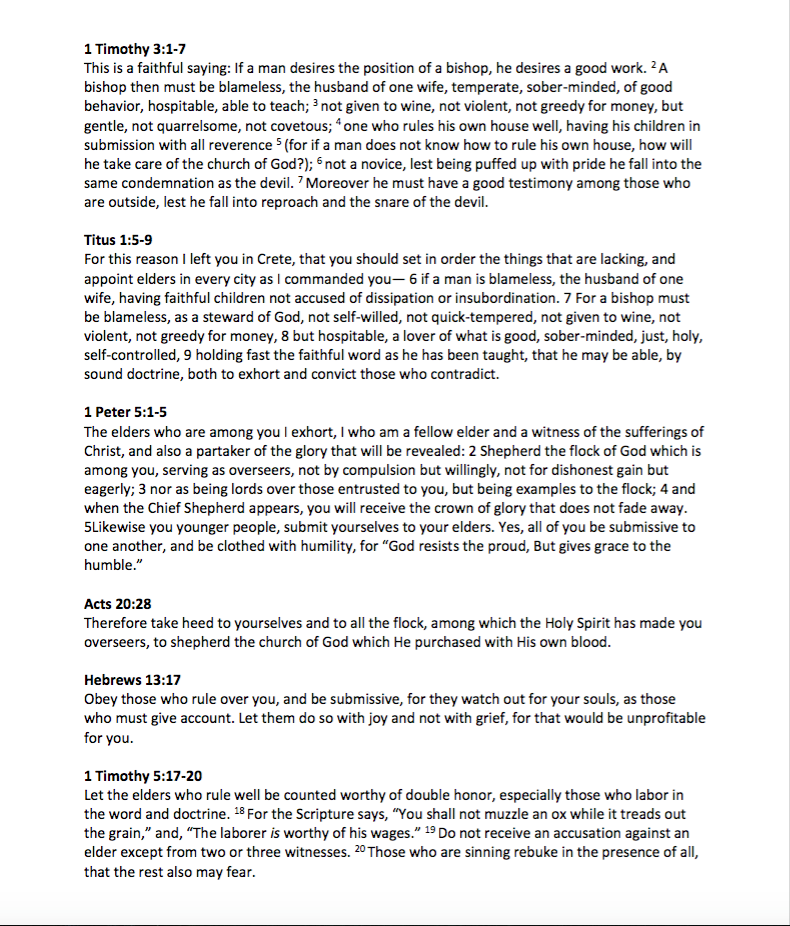 1 Timothy 3:1-7
This is a faithful saying: If a man desires the position of a bishop, he desires a good work. ² A
bishop then must be blameless, the husband of one wife, temperate, sober-minded, of good
behavior, hospitable, able to teach; ³ not given to wine, not violent, not greedy for money, but
gentle, not quarrelsome, not covetous; ⁴ one who rules his own house well, having his children in
submission with all reverence ⁵ (for if a man does not know how to rule his own house, how will
he take care of the church of God?); ⁶ not a novice, lest being puffed up with pride he fall into the
same condemnation as the devil. ⁷ Moreover he must have a good testimony among those who
are outside, lest he fall into reproach and the snare of the devil.
Titus 1:5-9
For this reason I left you in Crete, that you should set in order the things that are lacking, and
appoint elders in every city as I commanded you— 6 if a man is blameless, the husband of one
wife, having faithful children not accused of dissipation or insubordination. 7 For a bishop must
be blameless, as a steward of God, not self-willed, not quick-tempered, not given to wine, not
violent, not greedy for money, 8 but hospitable, a lover of what is good, sober-minded, just, holy,
self-controlled, 9 holding fast the faithful word as he has been taught, that he may be able, by
sound doctrine, both to exhort and convict those who contradict.
1 Peter 5:1-5
The elders who are among you I exhort, I who am a fellow elder and a witness of the sufferings of
Christ, and also a partaker of the glory that will be revealed: 2 Shepherd the flock of God which is
among you, serving as overseers, not by compulsion but willingly, not for dishonest gain but
eagerly; 3 nor as being lords over those entrusted to you, but being examples to the flock; 4 and
when the Chief Shepherd appears, you will receive the crown of glory that does not fade away.
5Likewise you younger people, submit yourselves to your elders. Yes, all of you be submissive to
one another, and be clothed with humility, for “God resists the proud, But gives grace to the
humble.”
Acts 20:28
Therefore take heed to yourselves and to all the flock, among which the Holy Spirit has made you
overseers, to shepherd the church of God which He purchased with His own blood.
Hebrews 13:17
Obey those who rule over you, and be submissive, for they watch out for your souls, as those
who must give account. Let them do so with joy and not with grief, for that would be unprofitable
for you.
1 Timothy 5:17-20
Let the elders who rule well be counted worthy of double honor, especially those who labor in
the word and doctrine. ¹⁸ For the Scripture says, “You shall not muzzle an ox while it treads out
the grain,” and, “The laborer is worthy of his wages.” ¹⁹ Do not receive an accusation against an
elder except from two or three witnesses. ²⁰ Those who are sinning rebuke in the presence of all,
that the rest also may fear.